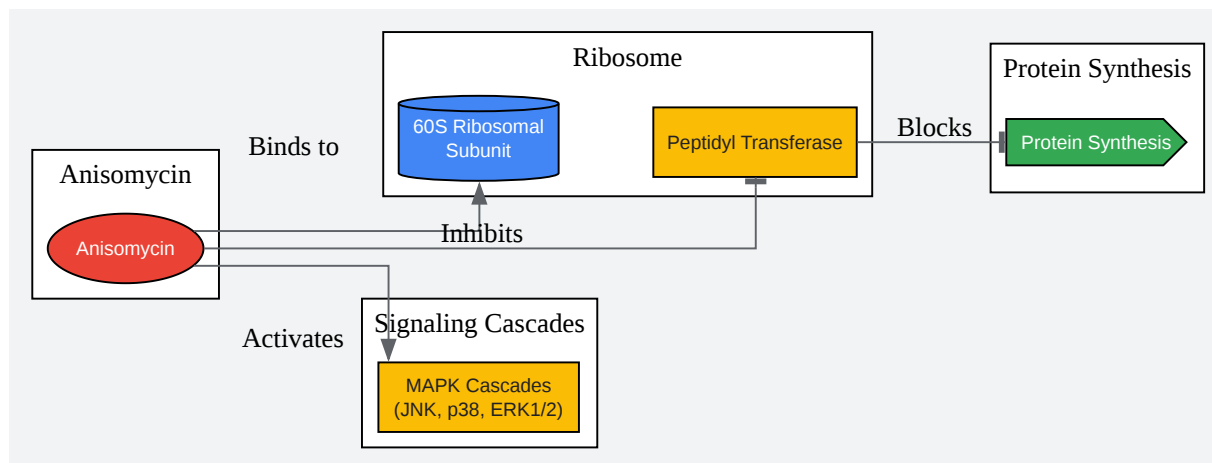 Ribosome
Protein Synthesis
60S Ribosomal
Subunit
Peptidyl Transferase
Blocks
Protein Synthesis
Binds to
Anisomycin
Anisomycin
Inhibits
Activates
Signaling Cascades
MAPK Cascades
(JNK, p38, ERK1/2)